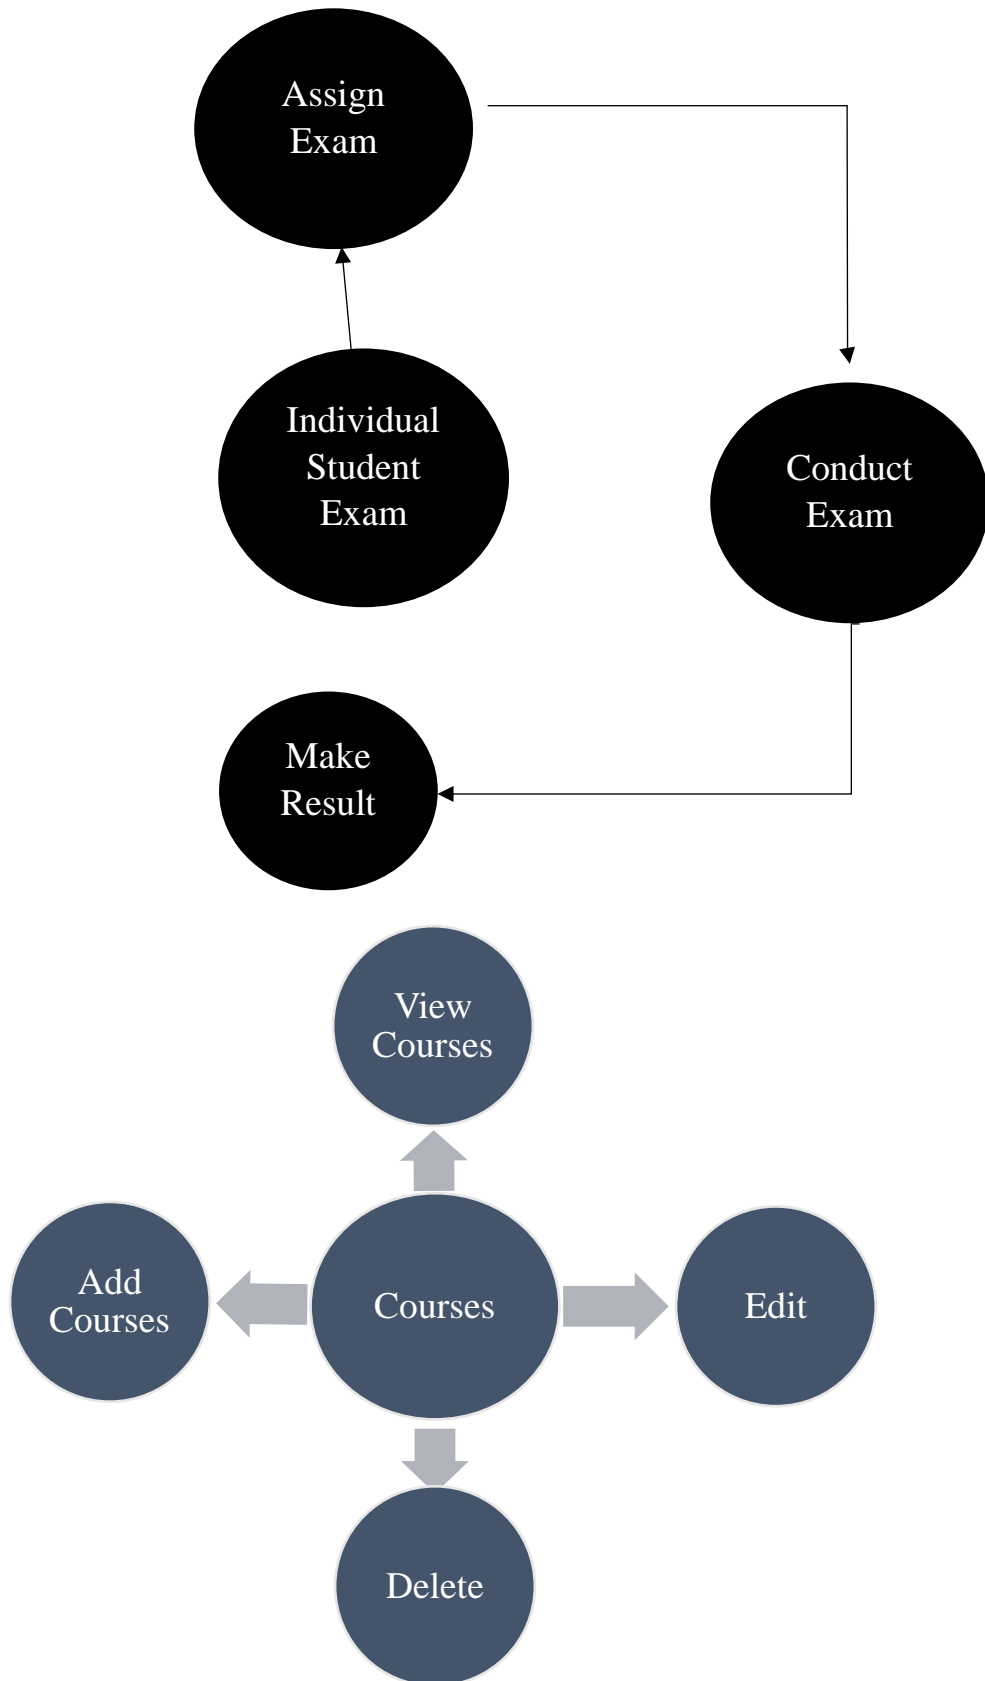 Assign
Exam
Individual
Student
Exam
Conduct
Exam
Make
Result
View
Courses
Add
Courses
Courses
Edit
Delete